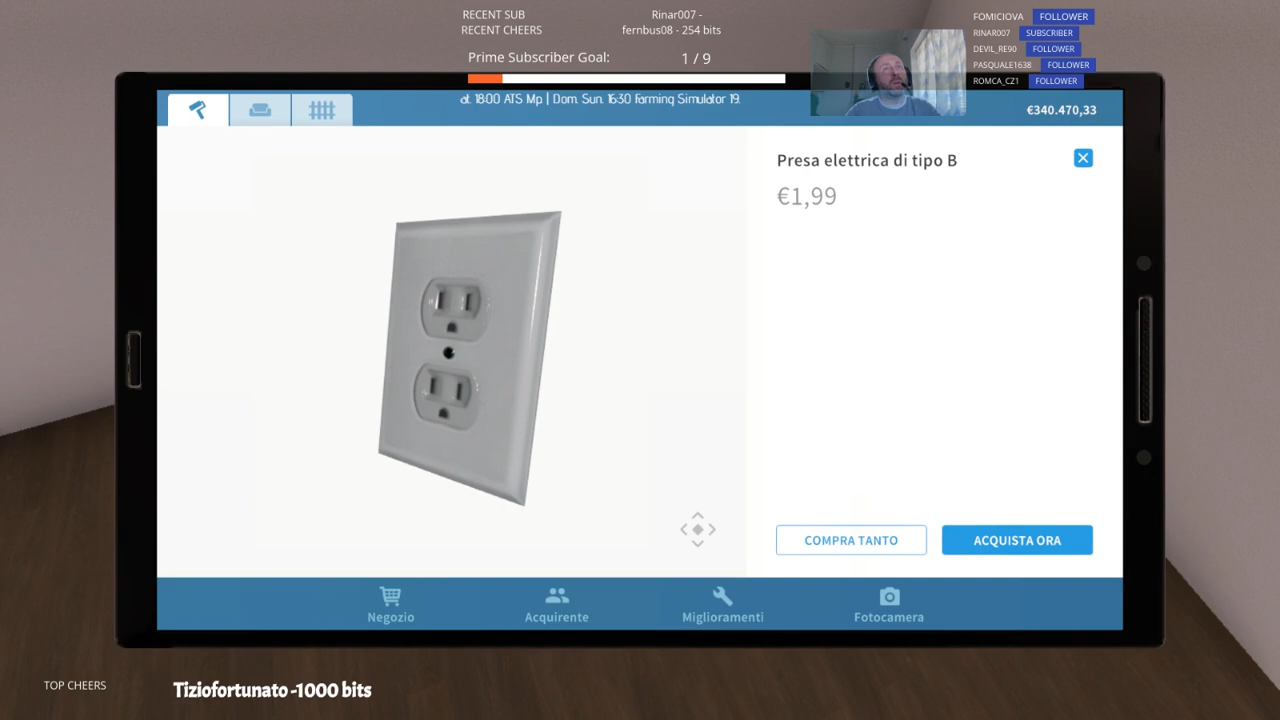 RECENT SUB
Rinar007 -
RECENT CHEERS
fernbus08 - 254 bits
Prime Subscriber Goal:
1 / 9
FOMICIOVA FOLLOWER
RINAR007 SUBSCRIBER
DEVIL_RE90 FOLLOWER
PASQUALE1638 FOLLOWER
ROMCA_CZ1 FOLLOWER
at. 18:00 ATS Mp | Dom. Sun. 16:30 Farming Simulator 19.
€340.470,33
Presa elettrica di tipo B
€1,99
COMPRA TANTO
ACQUISTA ORA
Negozio
Acquirente
Miglioramenti
Fotocamera
TOP CHEERS
Tiziofortunato -1000 bits